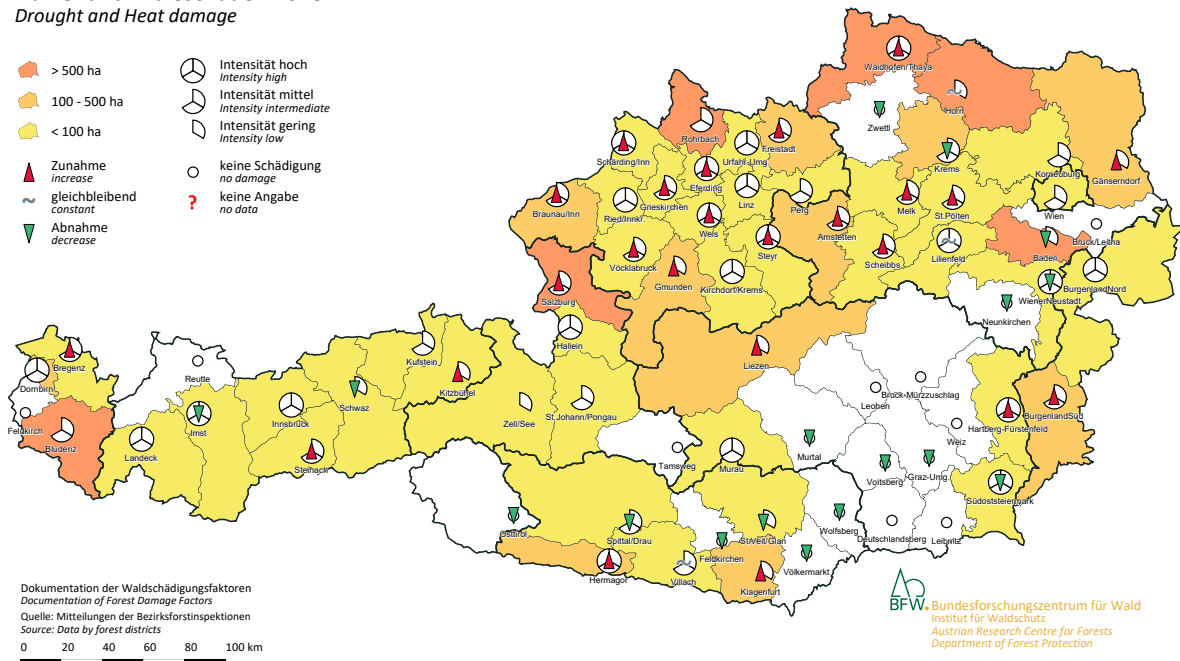 Drought and Heat damage
> 500 ha
100 - 500 ha
< 100 ha
Zunahme
increase
gleichbleibend
constant
Abnahme
decrease
Intensität hoch
Intensity high
Intensität mittel
Intensity intermediate
Intensität gering
Intensity low
keine Schädigung
no damage
?
keine Angabe
no data
Waidhofen/Thaya
Horn
Zwettl
Rohrbach
Freistadt
Schärding/Inn
Urfahr-Umg.
Krems
Korneuburg
Gänserndorf
Eferding
Grieskirchen
Linz
Perg
Braunau/Inn
Ried/Innkr.
Wels
Melk
St.Pölten
Wien
Amstetten
Steyr
Scheibbs
Lilienfeld
Baden
Bruck/Leitha
Vöcklabruck
Gmunden
Kirchdorf/Krems
BurgenlandNord
WienerNeustadt
Salzburg
Neunkirchen
Hallein
Bregenz
Kufstein
Liezen
Reutte
Dornbirn
Kitzbühel
Bruck-Mürzzuschlag
Leoben
Schwaz
Zell/See
St.Johann/Pongau
BurgenlandSüd
Feldkirch
Innsbruck
Imst
Hartberg-Fürstenfeld
Weiz
Bludenz
Landeck
Steinach
Tamsweg
Murau
Murtal
Voitsberg
Graz-Umg.
Südoststeiermark
Osttirol
Spittal/Drau
St.Veit/Glan
Wolfsberg
Feldkirchen
Deutschlandsberg
Leibnitz
Völkermarkt
Hermagor
Villach
Klagenfurt
Dokumentation der Waldschädigungsfaktoren
Documentation of Forest Damage Factors
Quelle: Mitteilungen der Bezirksforstinspektionen
Source: Data by forest districts
0 20 40 60 80 100 km
BFW.
Bundesforschungszentrum für Wald
Institut für Waldschutz
Austrian Research Centre for Forests
Department of Forest Protection